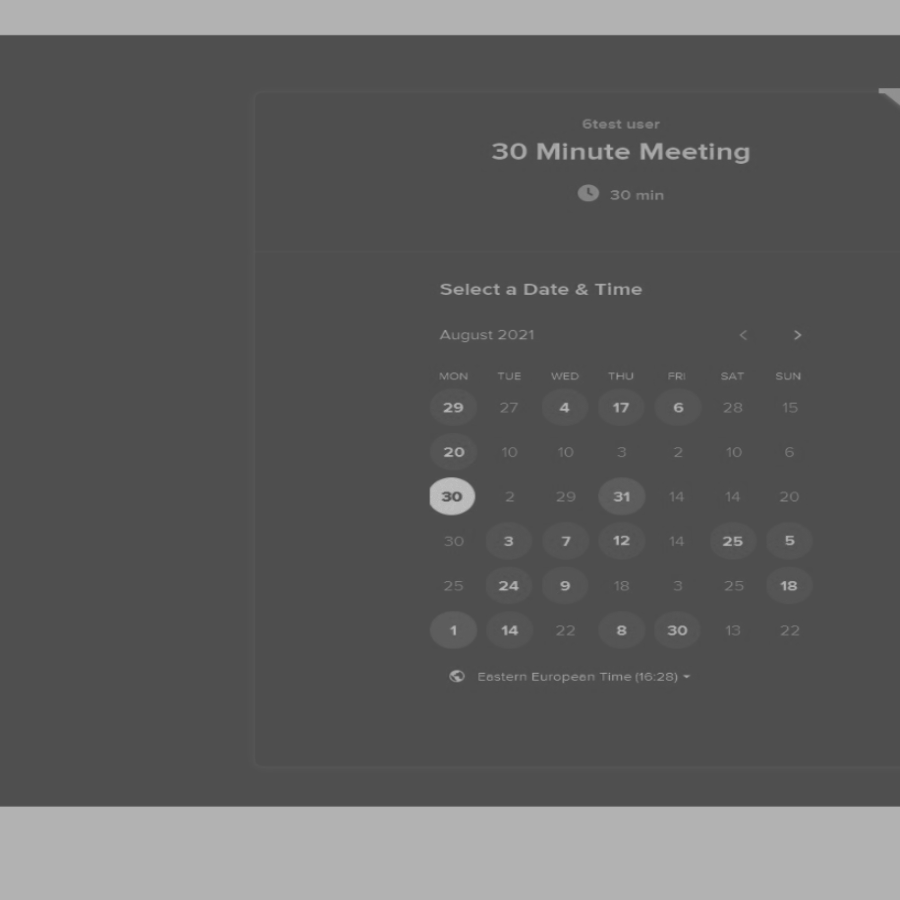 6test user
30 Minute Meeting
30 min
Select a Date & Time
August 2021
MON TUE WED THU FRI SAT SUN
29 27 4 17 6 28 15
20 10 10 3 2 10 6
30 2 29 31 14 14 20
30 3 7 12 14 25 5
25 24 9 18 3 25 18
1 14 22 8 30 13 22
Eastern European Time (16:28)